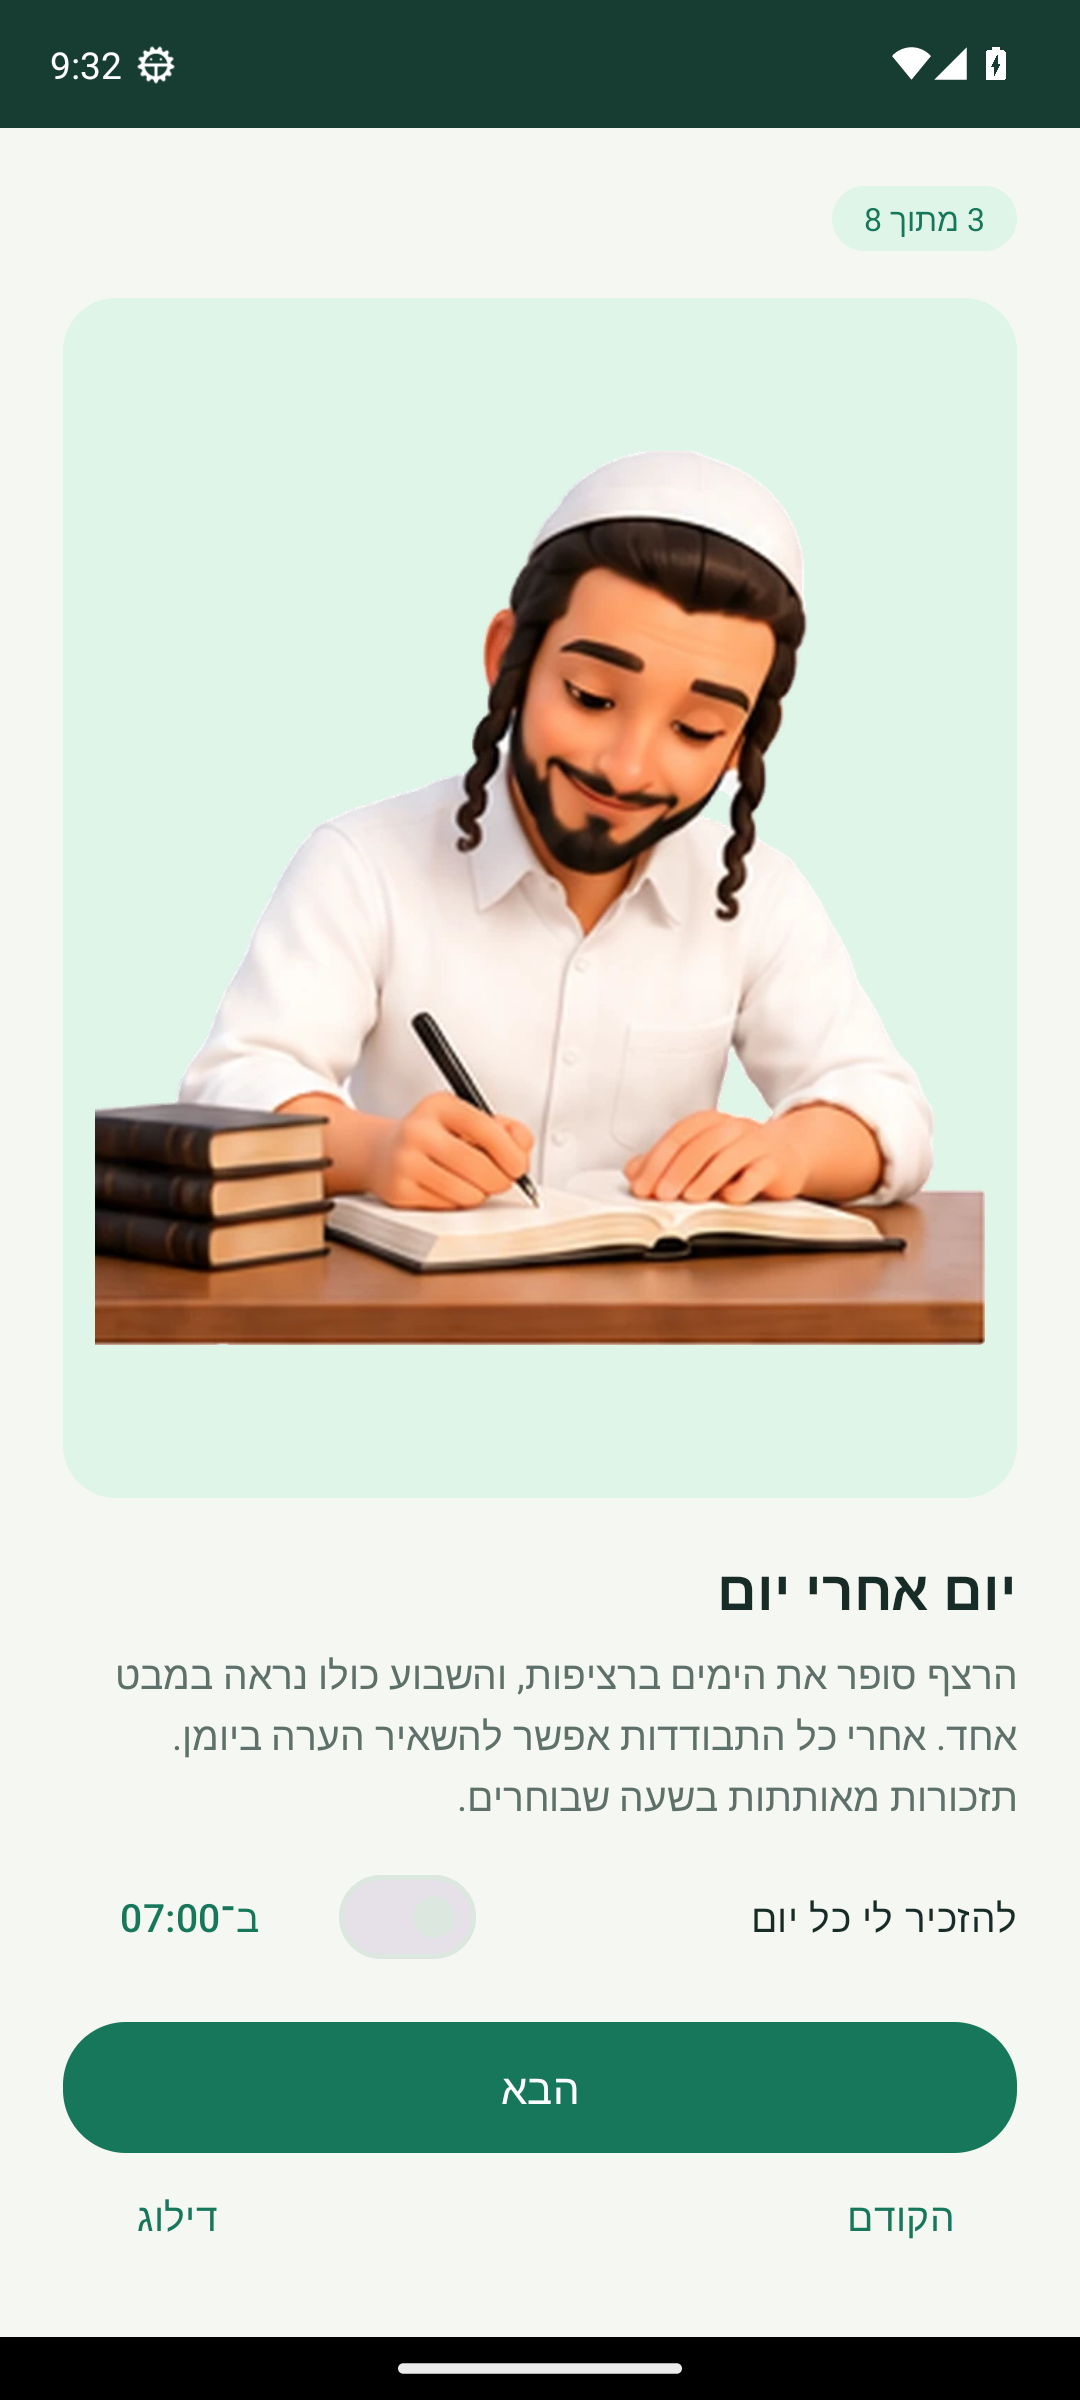 9:32
3 מתוך 8
יום אחרי יום
הרצף סופר את הימים ברציפות, והשבוע כולו נראה במבט
אחד. אחרי כל התבודדות אפשר להשאיר הערה ביומן.
תזכורות מאותתות בשעה שבוחרים.
להזכיר לי כל יום
ב־07:00
הבא
הקודם
דילוג